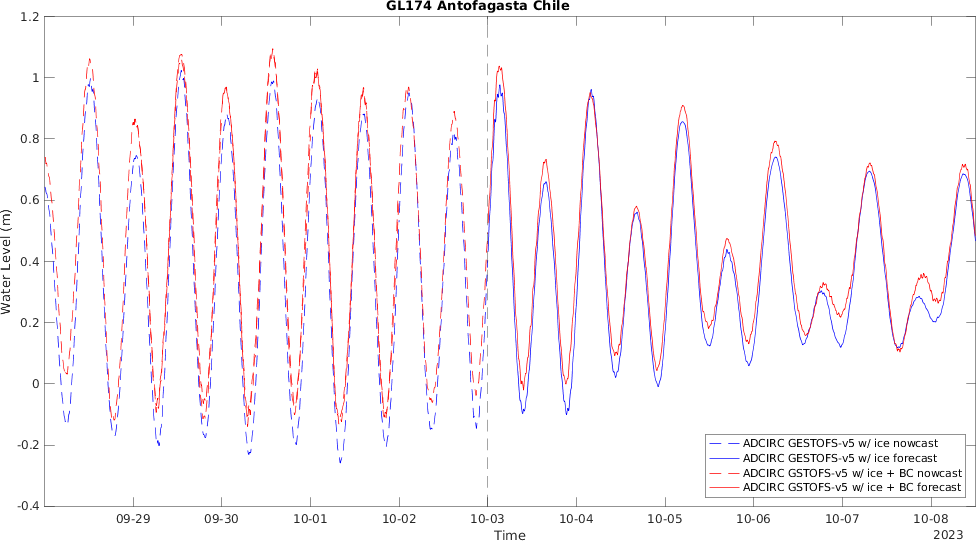 GL174 Antofagasta Chile
1.2
1
0.8
0.6
0.4
0.2
0
-0.2
-0.4
Water Level (m)
ADCIRC GESTOFS-v5 w/ ice nowcast
ADCIRC GESTOFS-v5 w/ ice forecast
ADCIRC GSTOFS-v5 w/ ice + BC nowcast
ADCIRC GSTOFS-v5 w/ ice + BC forecast
09-29 09-30 10-01 10-02 10-03 10-04 10-05 10-06 10-07 10-08
Time
2023